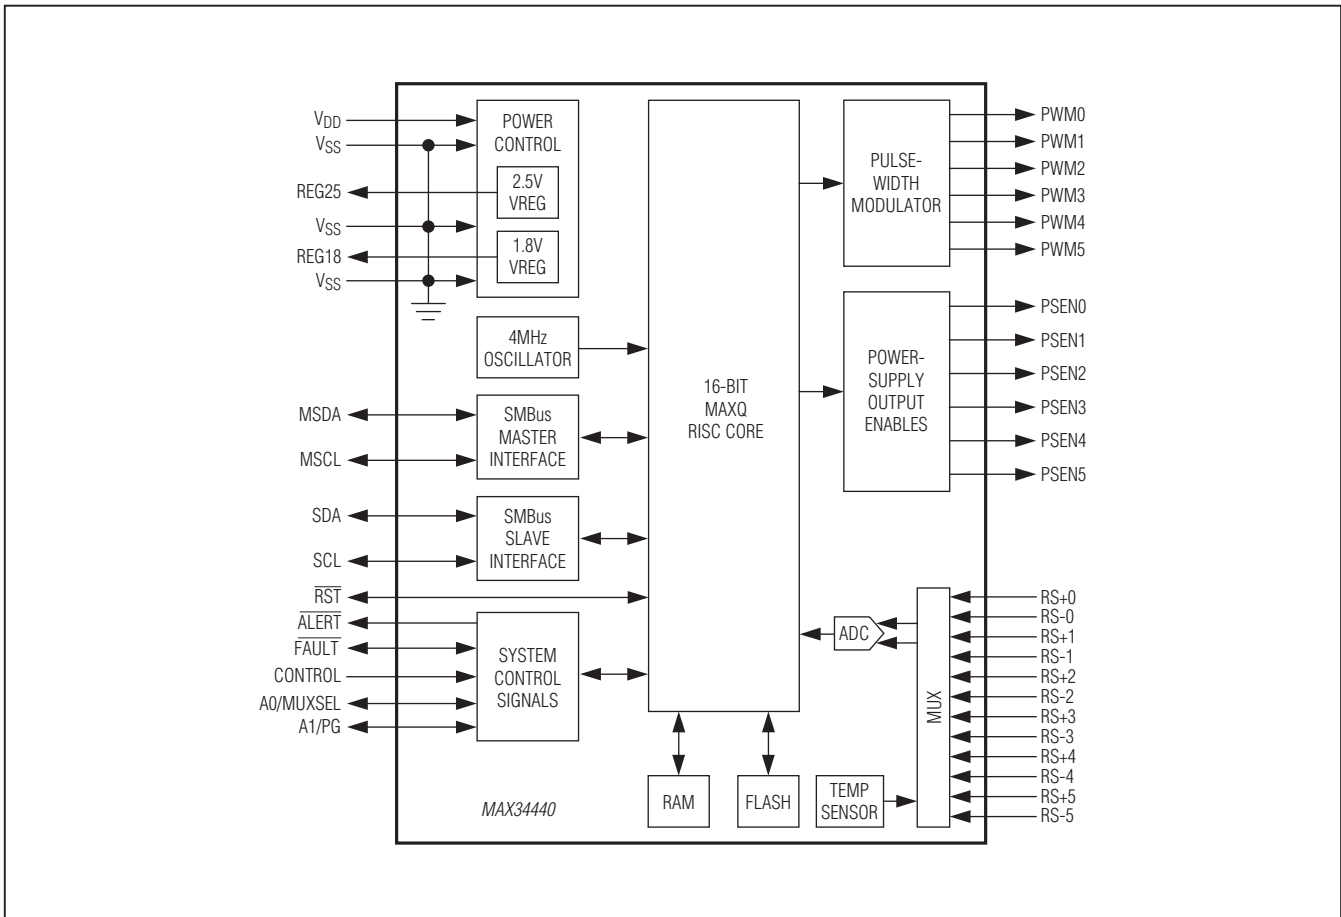 VDD
VSS
REG25
VSS
REG18
VSS
MSDA
MSCL
SDA
SCL
RST
ALERT
FAULT
CONTROL
A0/MUXSEL
A1/PG
POWER
CONTROL
2.5V
VREG
1.8V
VREG
4MHz
OSCILLATOR
SMBus
MASTER
INTERFACE
SMBus
SLAVE
INTERFACE
SYSTEM
CONTROL
SIGNALS
MAX34440
16-BIT
MAXQ
RISC CORE
RAM
FLASH
PULSE-
WIDTH
MODULATOR
POWER-
SUPPLY
OUTPUT
ENABLES
ADC
MUX
TEMP
SENSOR
PWM0
PWM1
PWM2
PWM3
PWM4
PWM5
PSEN0
PSEN1
PSEN2
PSEN3
PSEN4
PSEN5
RS+0
RS-0
RS+1
RS-1
RS+2
RS-2
RS+3
RS-3
RS+4
RS-4
RS+5
RS-5